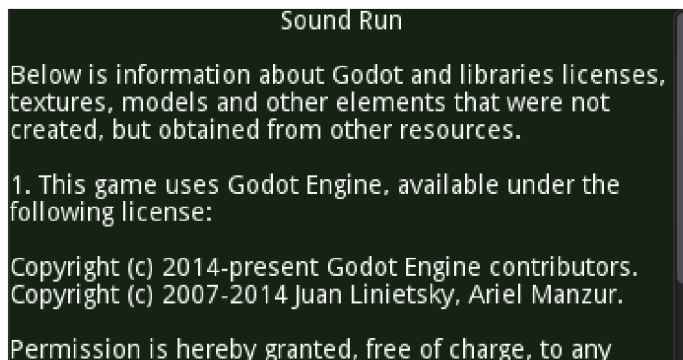 Sound Run
Below is information about Godot and libraries licenses,
textures, models and other elements that were not
created, but obtained from other resources.
1. This game uses Godot Engine, available under the
following license:
Copyright (c) 2014-present Godot Engine contributors.
Copyright (c) 2007-2014 Juan Linietsky, Ariel Manzur.
Permission is hereby granted, free of charge, to any